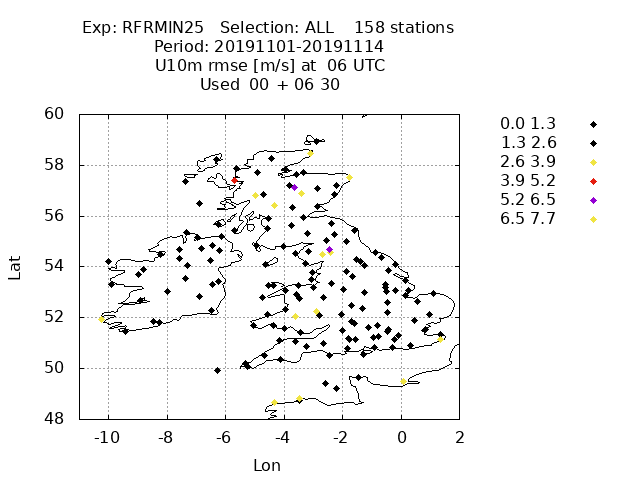 Exp: RFRMIN25 Selection: ALL 158 stations
Period: 20191101-20191114
U10m rmse [m/s] at 06 UTC
Used 00 + 06 30
60
58
56
54
52
50
48
Lat
-10 -8 -6 -4 -2 0 2
Lon
0.0 1.3
1.3 2.6
2.6 3.9
3.9 5.2
5.2 6.5
6.5 7.7